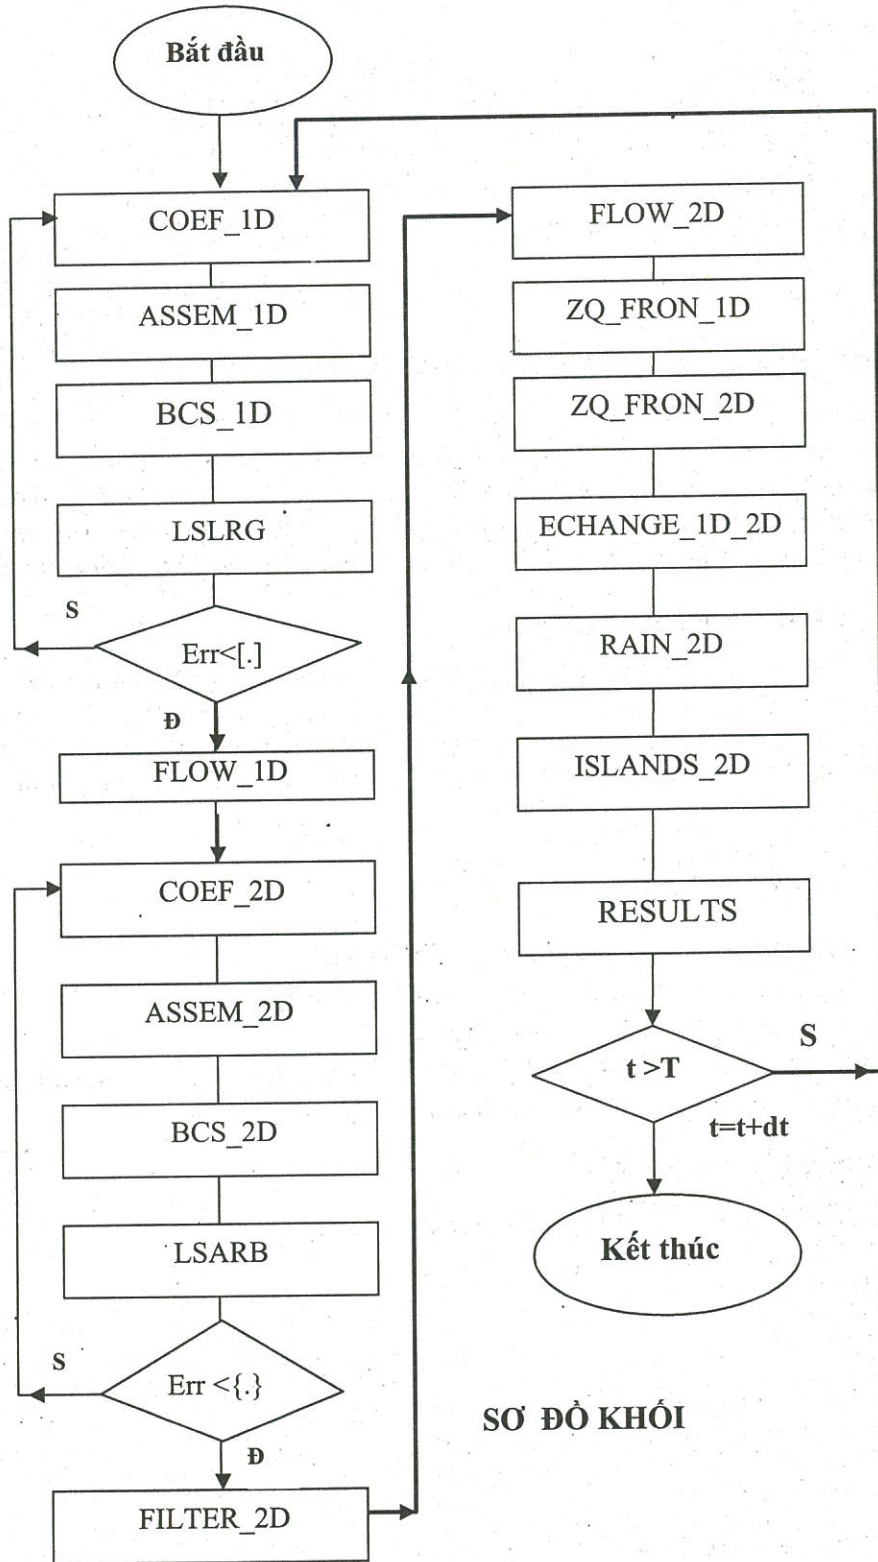 Bắt đầu
COEF_1D
ASSEM_1D
BCS_1D
LSLRG
S
Err<[.]
Đ
FLOW_1D
COEF_2D
ASSEM_2D
BCS_2D
LSARB
S
Err <{.}
Đ
FILTER_2D
FLOW_2D
ZQ_FRON_1D
ZQ_FRON_2D
ECHANGE_1D_2D
RAIN_2D
ISLANDS_2D
RESULTS
t >T
S
t=t+dt
Kết thúc
SƠ ĐỒ KHỐI